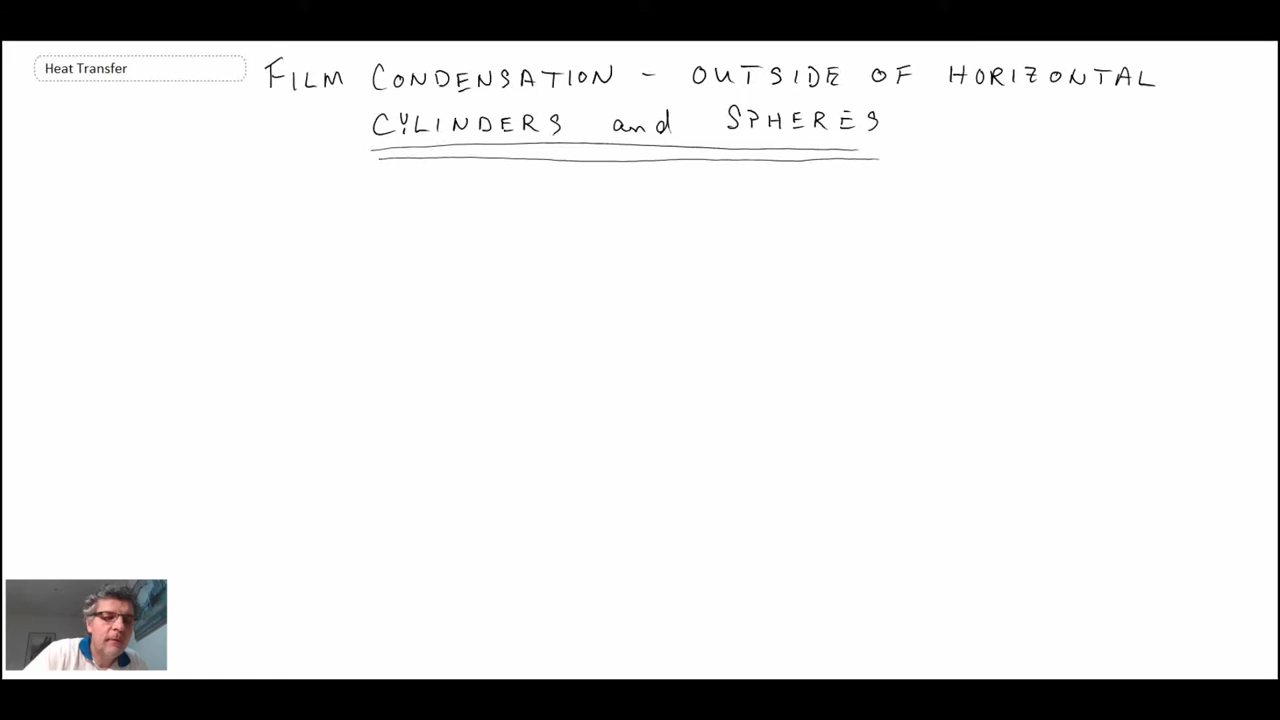 Heat Transfer
FILM CONDENSATION - OUTSIDE OF HORIZONTAL
CYLINDERS and SPHERES